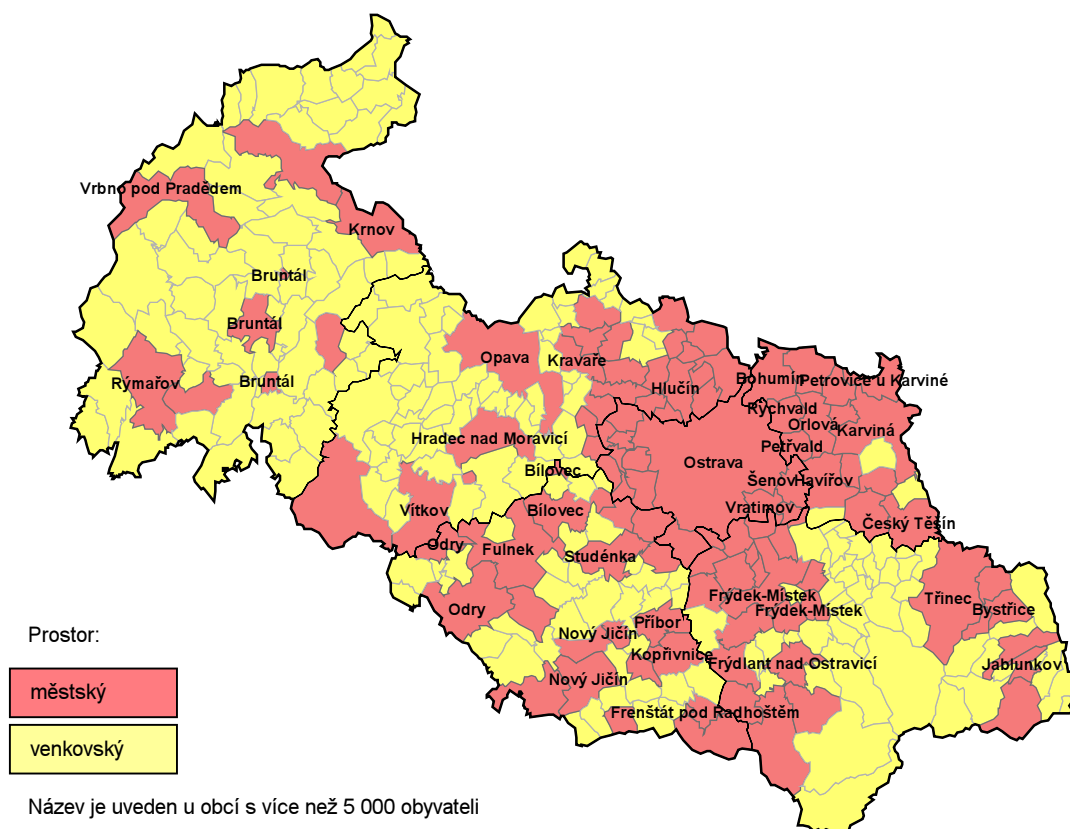 Vrbno pod Pradědem
Krnov
Bruntál
Bruntál
Opava
Kravaře
Rýmařov
Bruntál
Hlučín
Bohumín
Petrovice u Karviné
Rychvald
Orlová
Karviná
Hradec nad Moravicí
Petřvald
Ostrava
Bílovec
Šenov
Havířov
Vítkov
Bílovec
Vratimov
Český Těšín
Odry
Fulnek
Studénka
Frýdek-Místek
Třinec
Odry
Frýdek-Místek
Bystřice
Příbor
Nový Jičín
Kopřivnice
Frýdlant nad Ostravicí
Jablunkov
Nový Jičín
Frenštát pod Radhoštěm
Prostor:
městský
venkovský
Název je uveden u obcí s více než 5 000 obyvateli